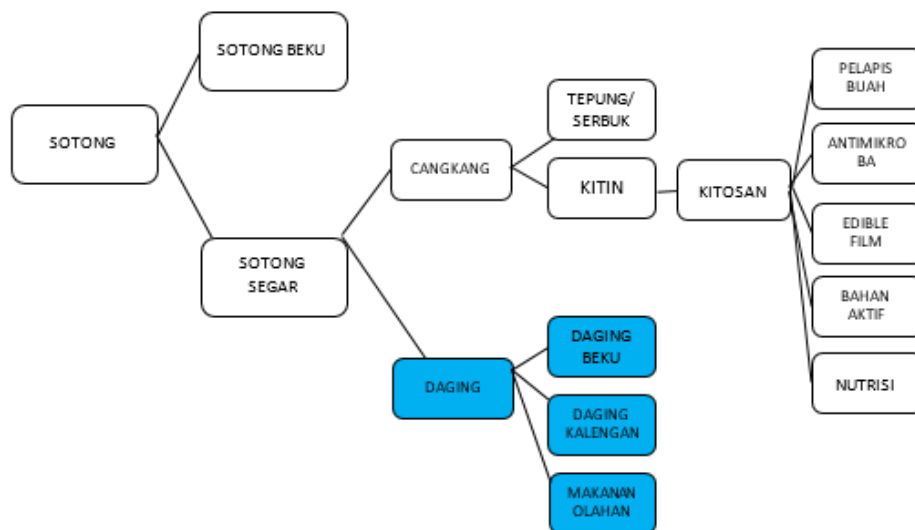 SOTONG
SOTONG BEKU
SOTONG
SEGAR
CANGKANG
TEPUNG/
SERBUK
KITIN
KITOSAN
PELAPIS
BUAH
ANTIMIKRO
BA
EDIBLE
FILM
BAHAN
AKTIF
NUTRISI
DAGING
DAGING
BEKU
DAGING
KALENGAN
MAKANAN
OLAHAN